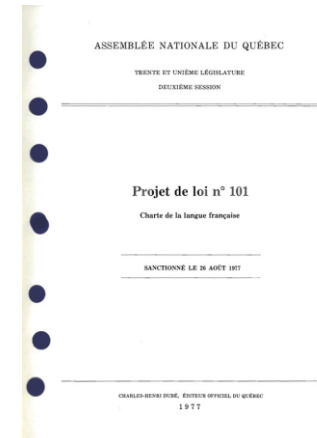 ASSEMBLÉE NATIONALE DU QUÉBEC
TRENTE ET UNIÈME LÉGISLATURE
DEUXIÈME SESSION
Projet de loi nº 101
Charte de la langue française
SANCTIONNÉ LE 26 AOÛT 1977
CHARLES-HENRI DUBÉ, ÉDITEUR OFFICIEL DU QUÉBEC
1977